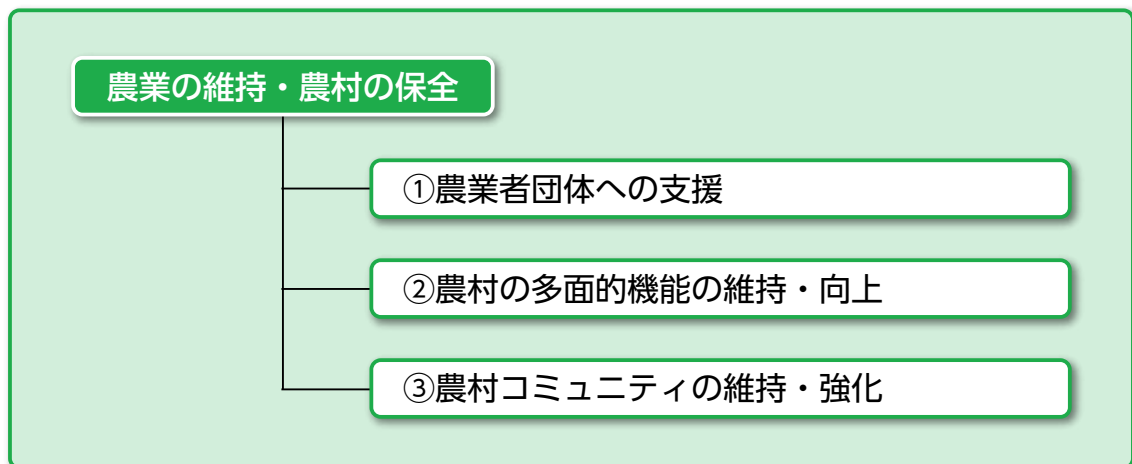 農業の維持・農村の保全
①農業者団体への支援
②農村の多面的機能の維持・向上
③農村コミュニティの維持・強化